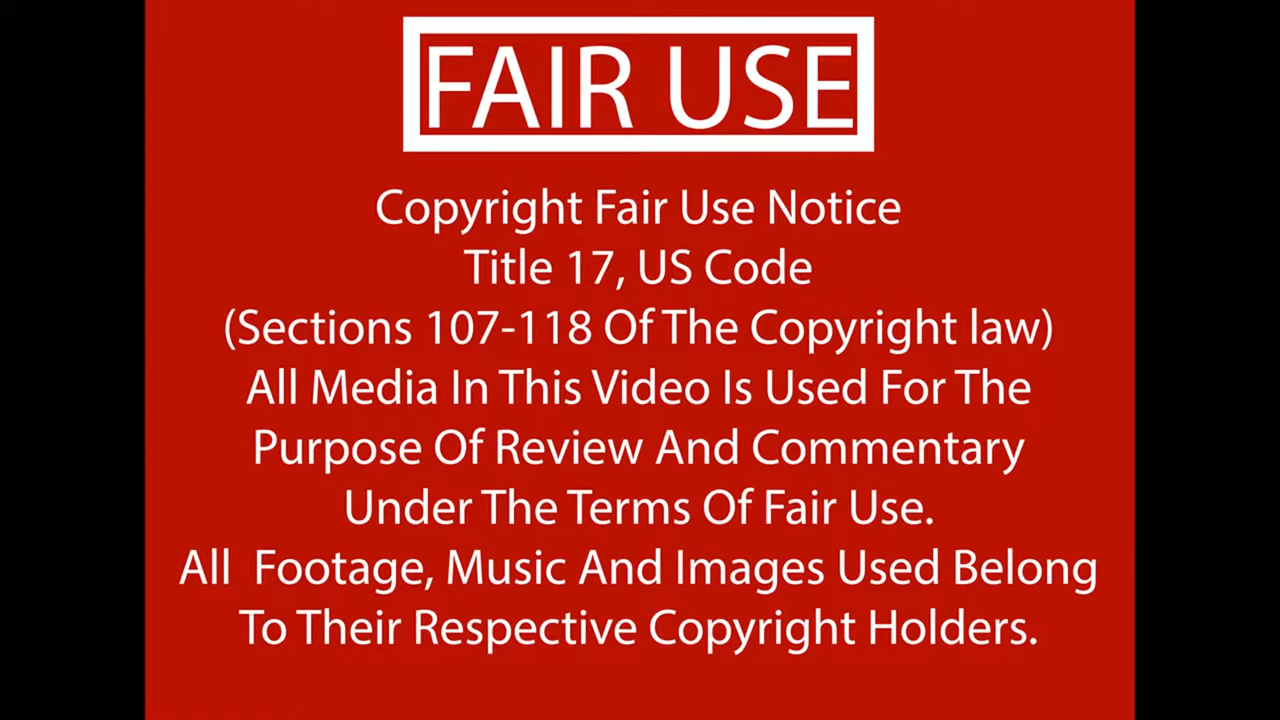 FAIR USE
Copyright Fair Use Notice
Title 17, US Code
(Sections 107-118 Of The Copyright law)
All Media In This Video Is Used For The
Purpose Of Review And Commentary
Under The Terms Of Fair Use.
All Footage, Music And Images Used Belong
To Their Respective Copyright Holders.